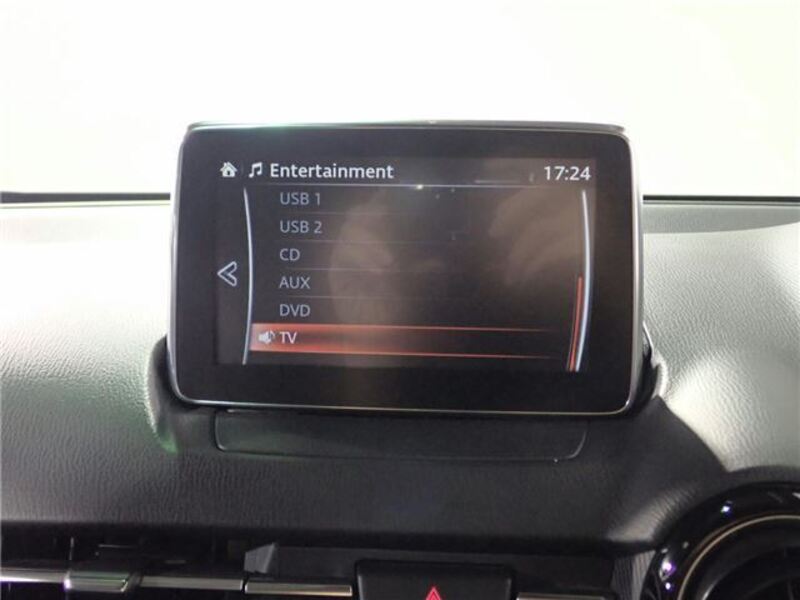 Entertainment 17:24
USB 1
USB 2
CD
AUX
DVD
TV